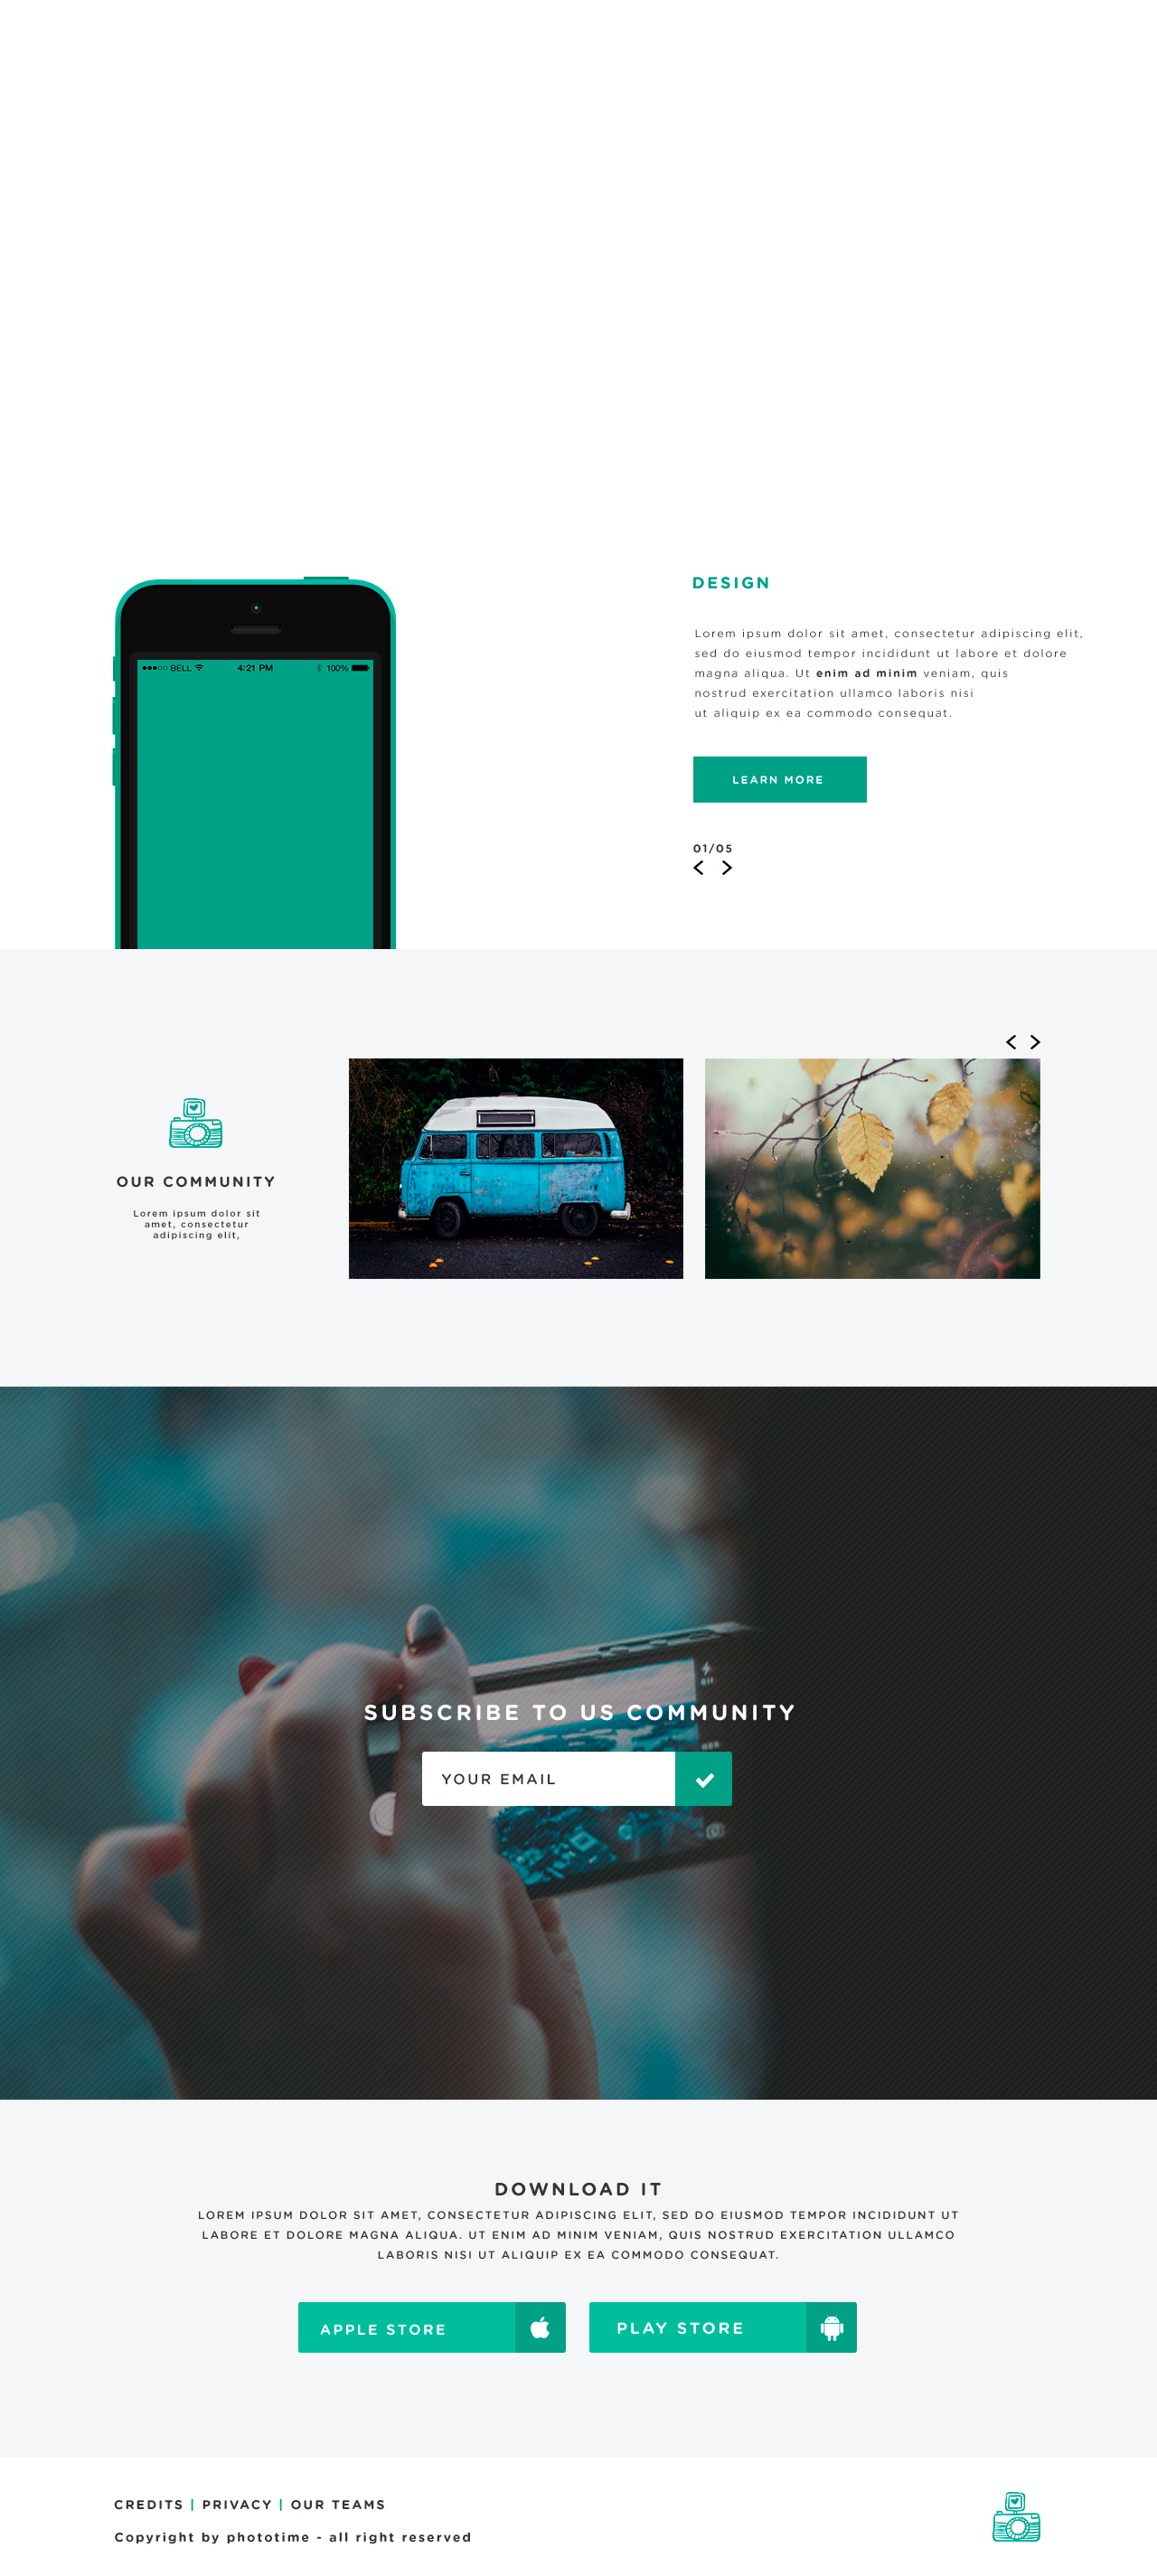 DESIGN
Lorem ipsum dolor sit amet, consectetur adipiscing elit,
sed do eiusmod tempor incididunt ut labore et dolore
magna aliqua. Ut enim ad minim veniam, quis
nostrud exercitation ullamco laboris nisi
ut aliquip ex ea commodo consequat.
BELL 4:21 PM 100%
LEARN MORE
01/05
OUR COMMUNITY
Lorem ipsum dolor sit
amet, consectetur
adipiscing elit,
Off
SUBSCRIBE TO US COMMUNITY
HDR
YOUR EMAIL
DOWNLOAD IT
LOREM IPSUM DOLOR SIT AMET, CONSECTETUR ADIPISCING ELIT, SED DO EIUSMOD TEMPOR INCIDIDUNT UT
LABORE ET DOLORE MAGNA ALIQUA. UT ENIM AD MINIM VENIAM, QUIS NOSTRUD EXERCITATION ULLAMCO
LABORIS NISI UT ALIQUIP EX EA COMMODO CONSEQUAT.
APPLE STORE
PLAY STORE
CREDITS | PRIVACY | OUR TEAMS
Copyright by phototime - all right reserved